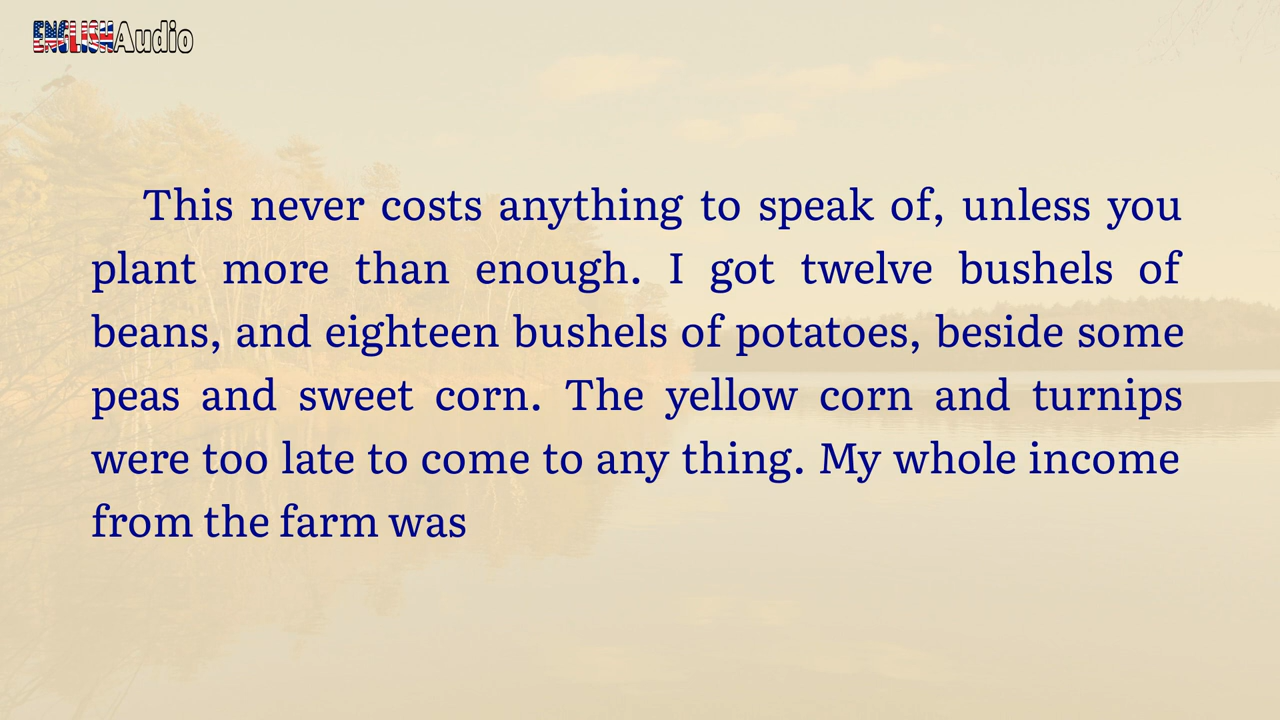 ENGLISHAudio
This never costs anything to speak of, unless you
plant more than enough. I got twelve bushels of
beans, and eighteen bushels of potatoes, beside some
peas and sweet corn. The yellow corn and turnips
were too late to come to any thing. My whole income
from the farm was